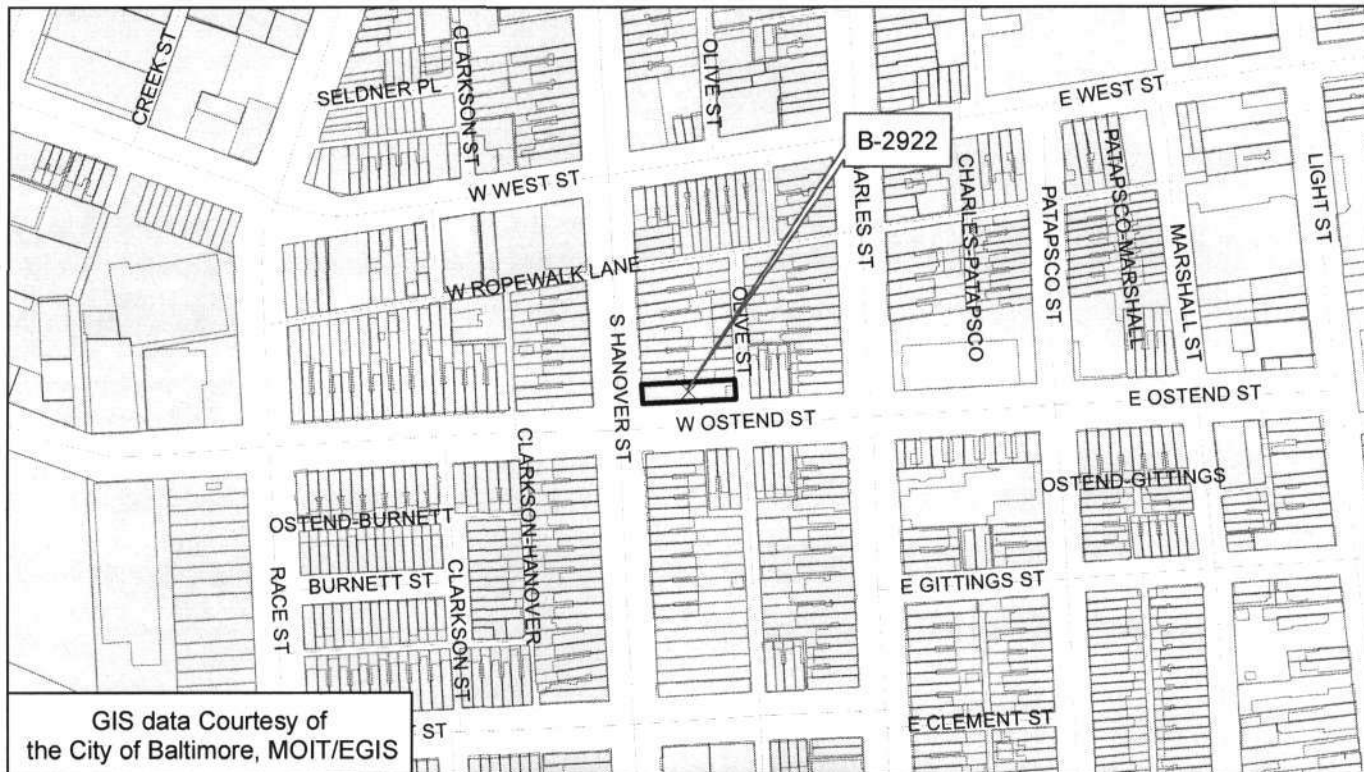 CREEK ST
SELDNER PL
CLARKSON ST
OLIVE ST
E WEST ST
B-2922
W WEST ST
ARLES ST
CHARLES-PATAPSCO
PATAPSCO ST
PATAPSCO-MARSHALL
MARSHALL ST
LIGHT ST
W ROPEWALK LANE
S HANOVER ST
OLIVE ST
W OSTEND ST
E OSTEND ST
CLARKSON-HANOVER
OSTEND-BURNETT
OSTEND-GITTINGS
BURNETT ST
RACE ST
CLARKSON ST
E GITTINGS ST
E CLEMENT ST
ST
GIS data Courtesy of
the City of Baltimore, MOIT/EGIS